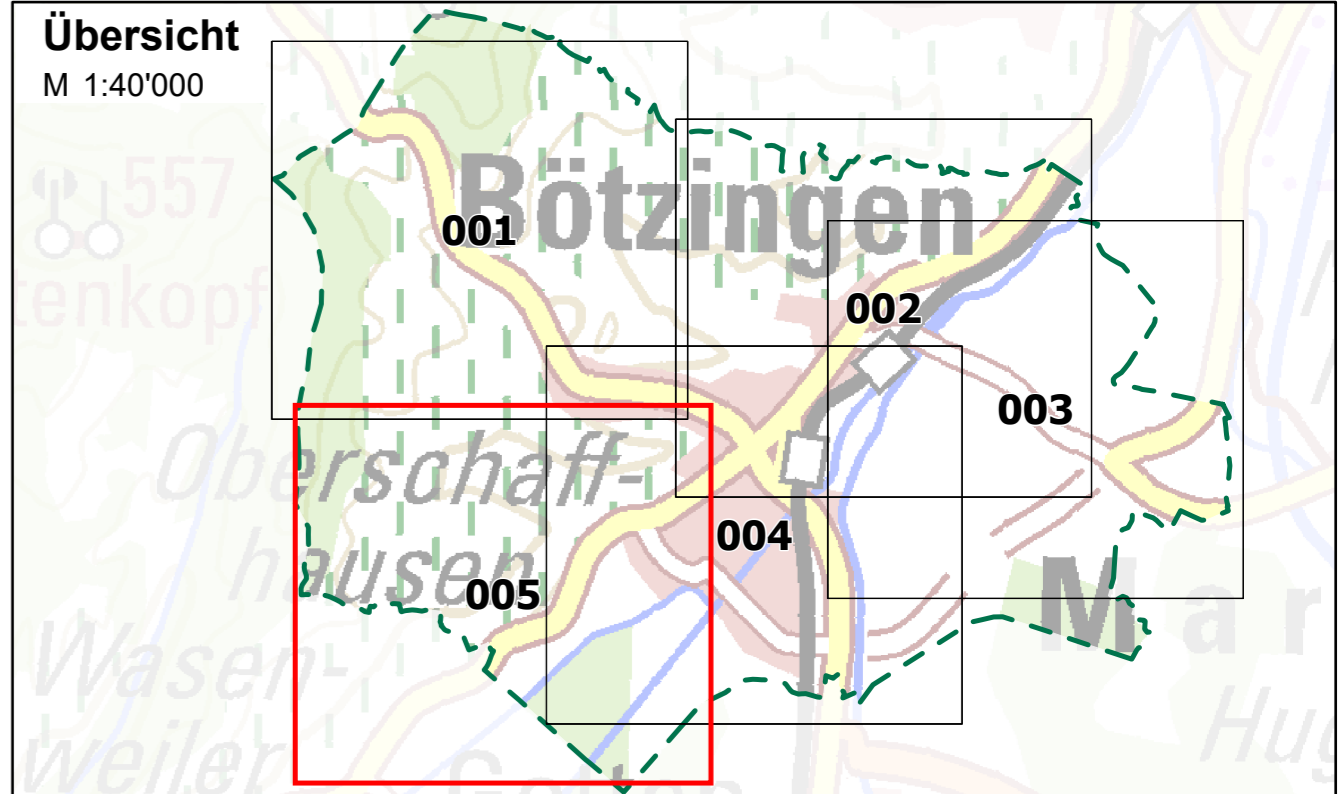 Übersicht
M 1:40'000
557
Bötzingen
001
tenkopf
002
003
Oberschaff-
hausen
004
005
M a r
Wasen-
weiler
Hug